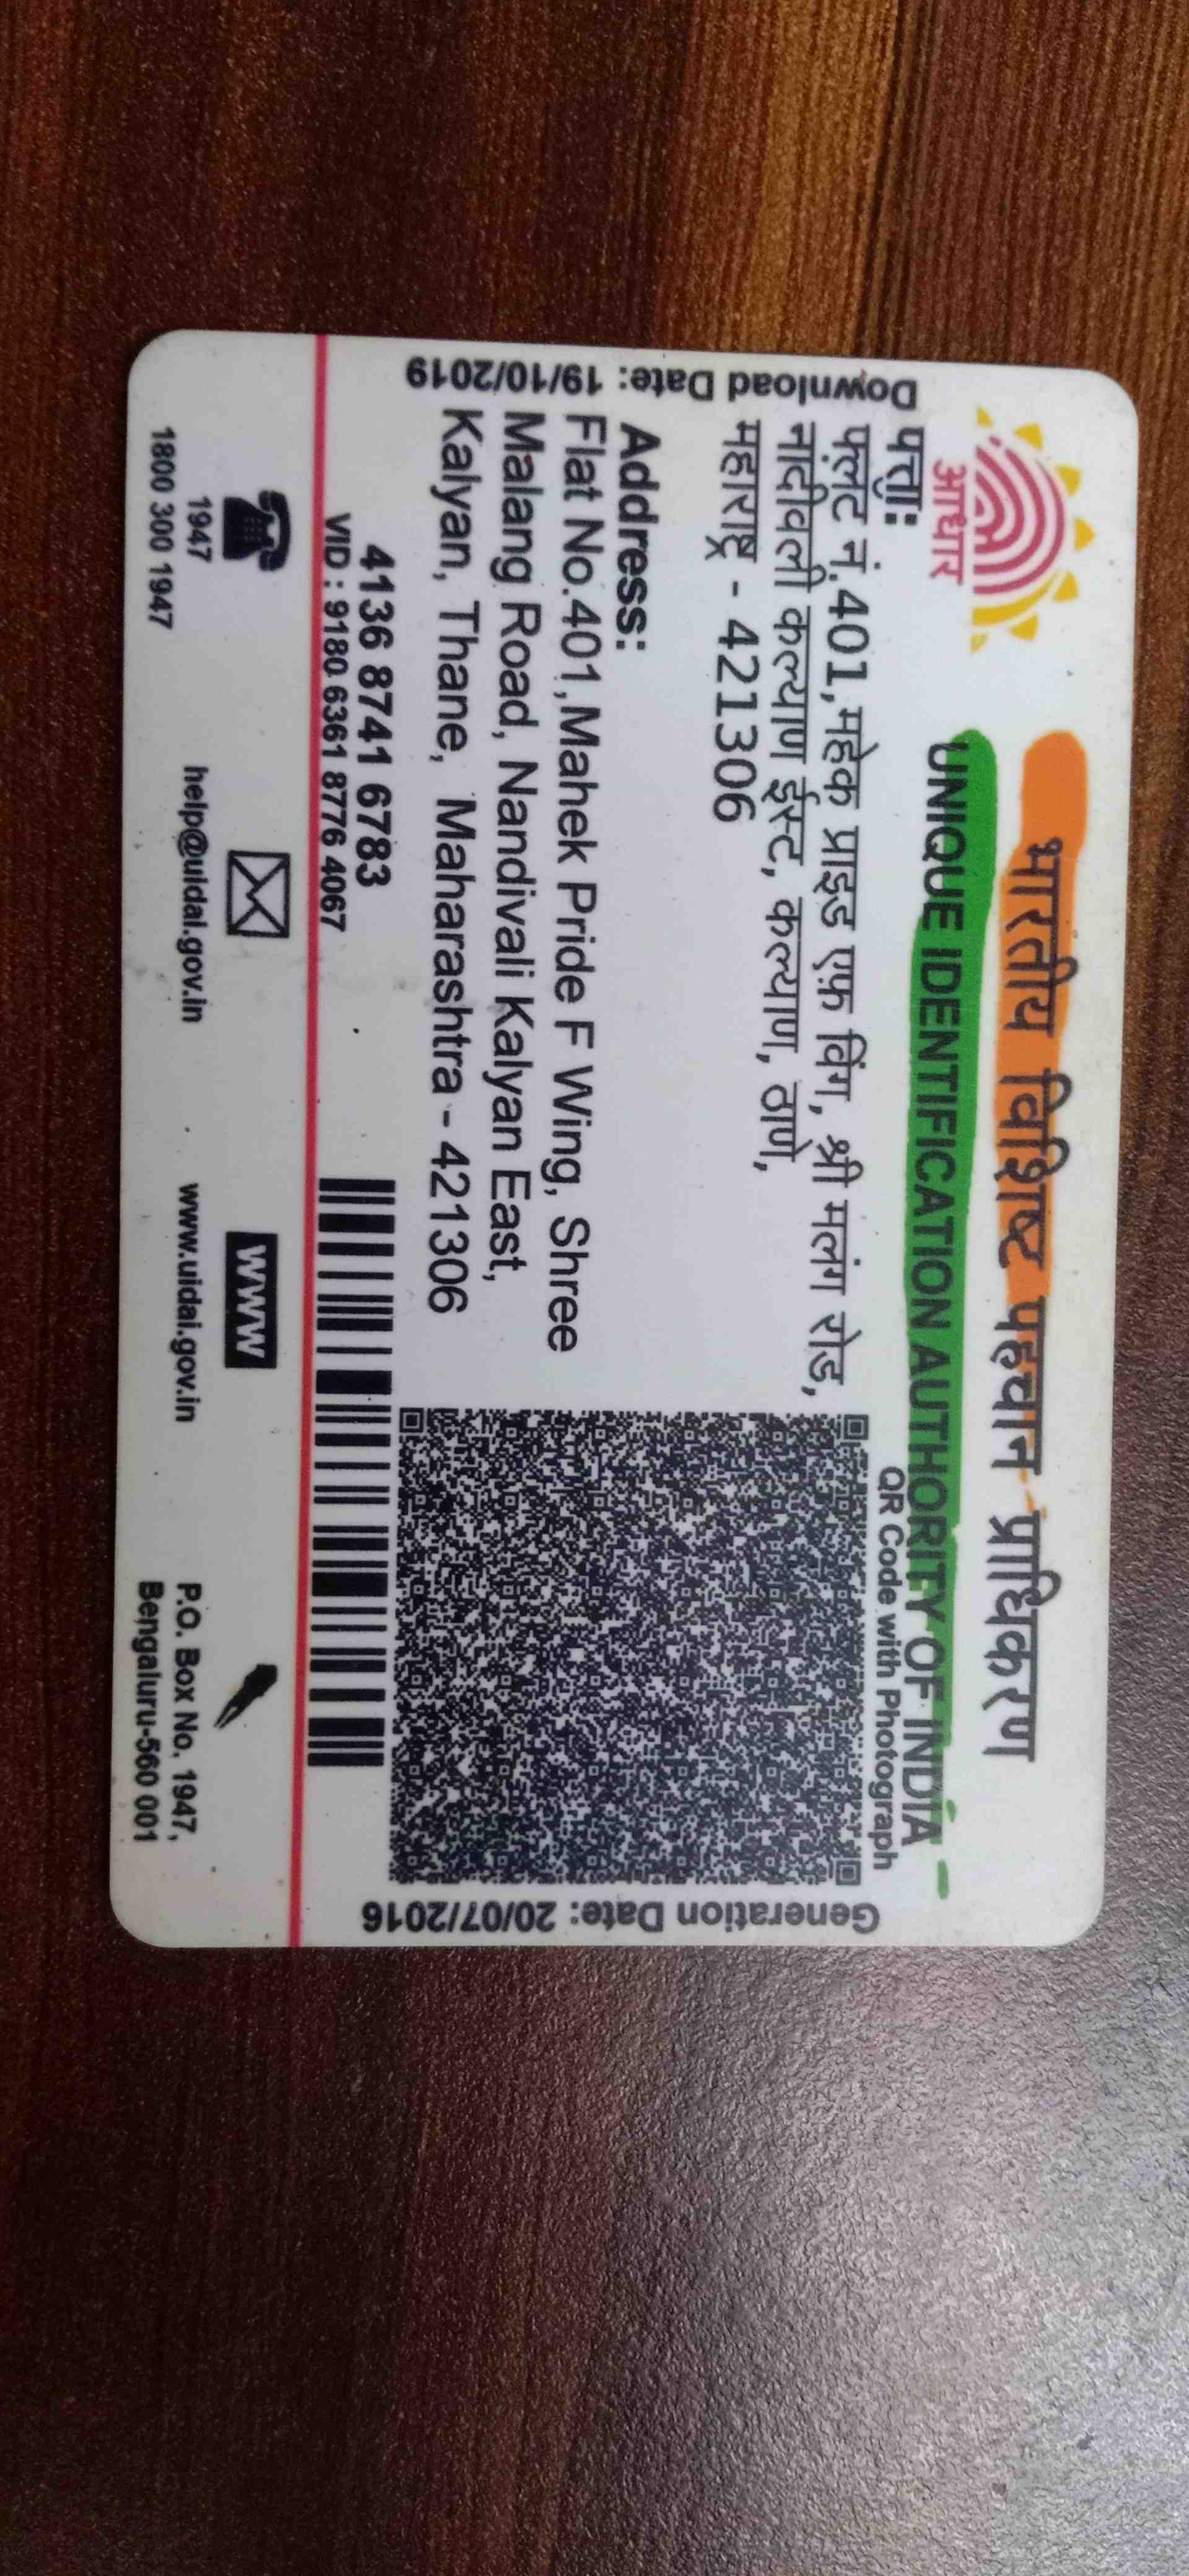 भारतीय विशिष्ट पहचान प्राधिकरण
UNIQUE IDENTIFICATION AUTHORITY OF INDIA
आधार
QR Code with Photograph
Download Date: 19/10/2019
पत्ता:
फ्लॅट नं.401,महेक प्राइड एफ़ विंग, श्री मलंग रोड,
नांदीवली कल्याण ईस्ट, कल्याण, ठाणे,
महाराष्ट्र - 421306
Address:
Flat No.401,Mahek Pride F Wing, Shree
Malang Road, Nandivali Kalyan East,
Kalyan, Thane, Maharashtra - 421306
Generation Date: 20/07/2016
4136 8741 6783
VID : 9180 6361 8776 4067
1947
1800 300 1947
help@uidai.gov.in
WWW
www.uidai.gov.in
P.O. Box No. 1947,
Bengaluru-560 001